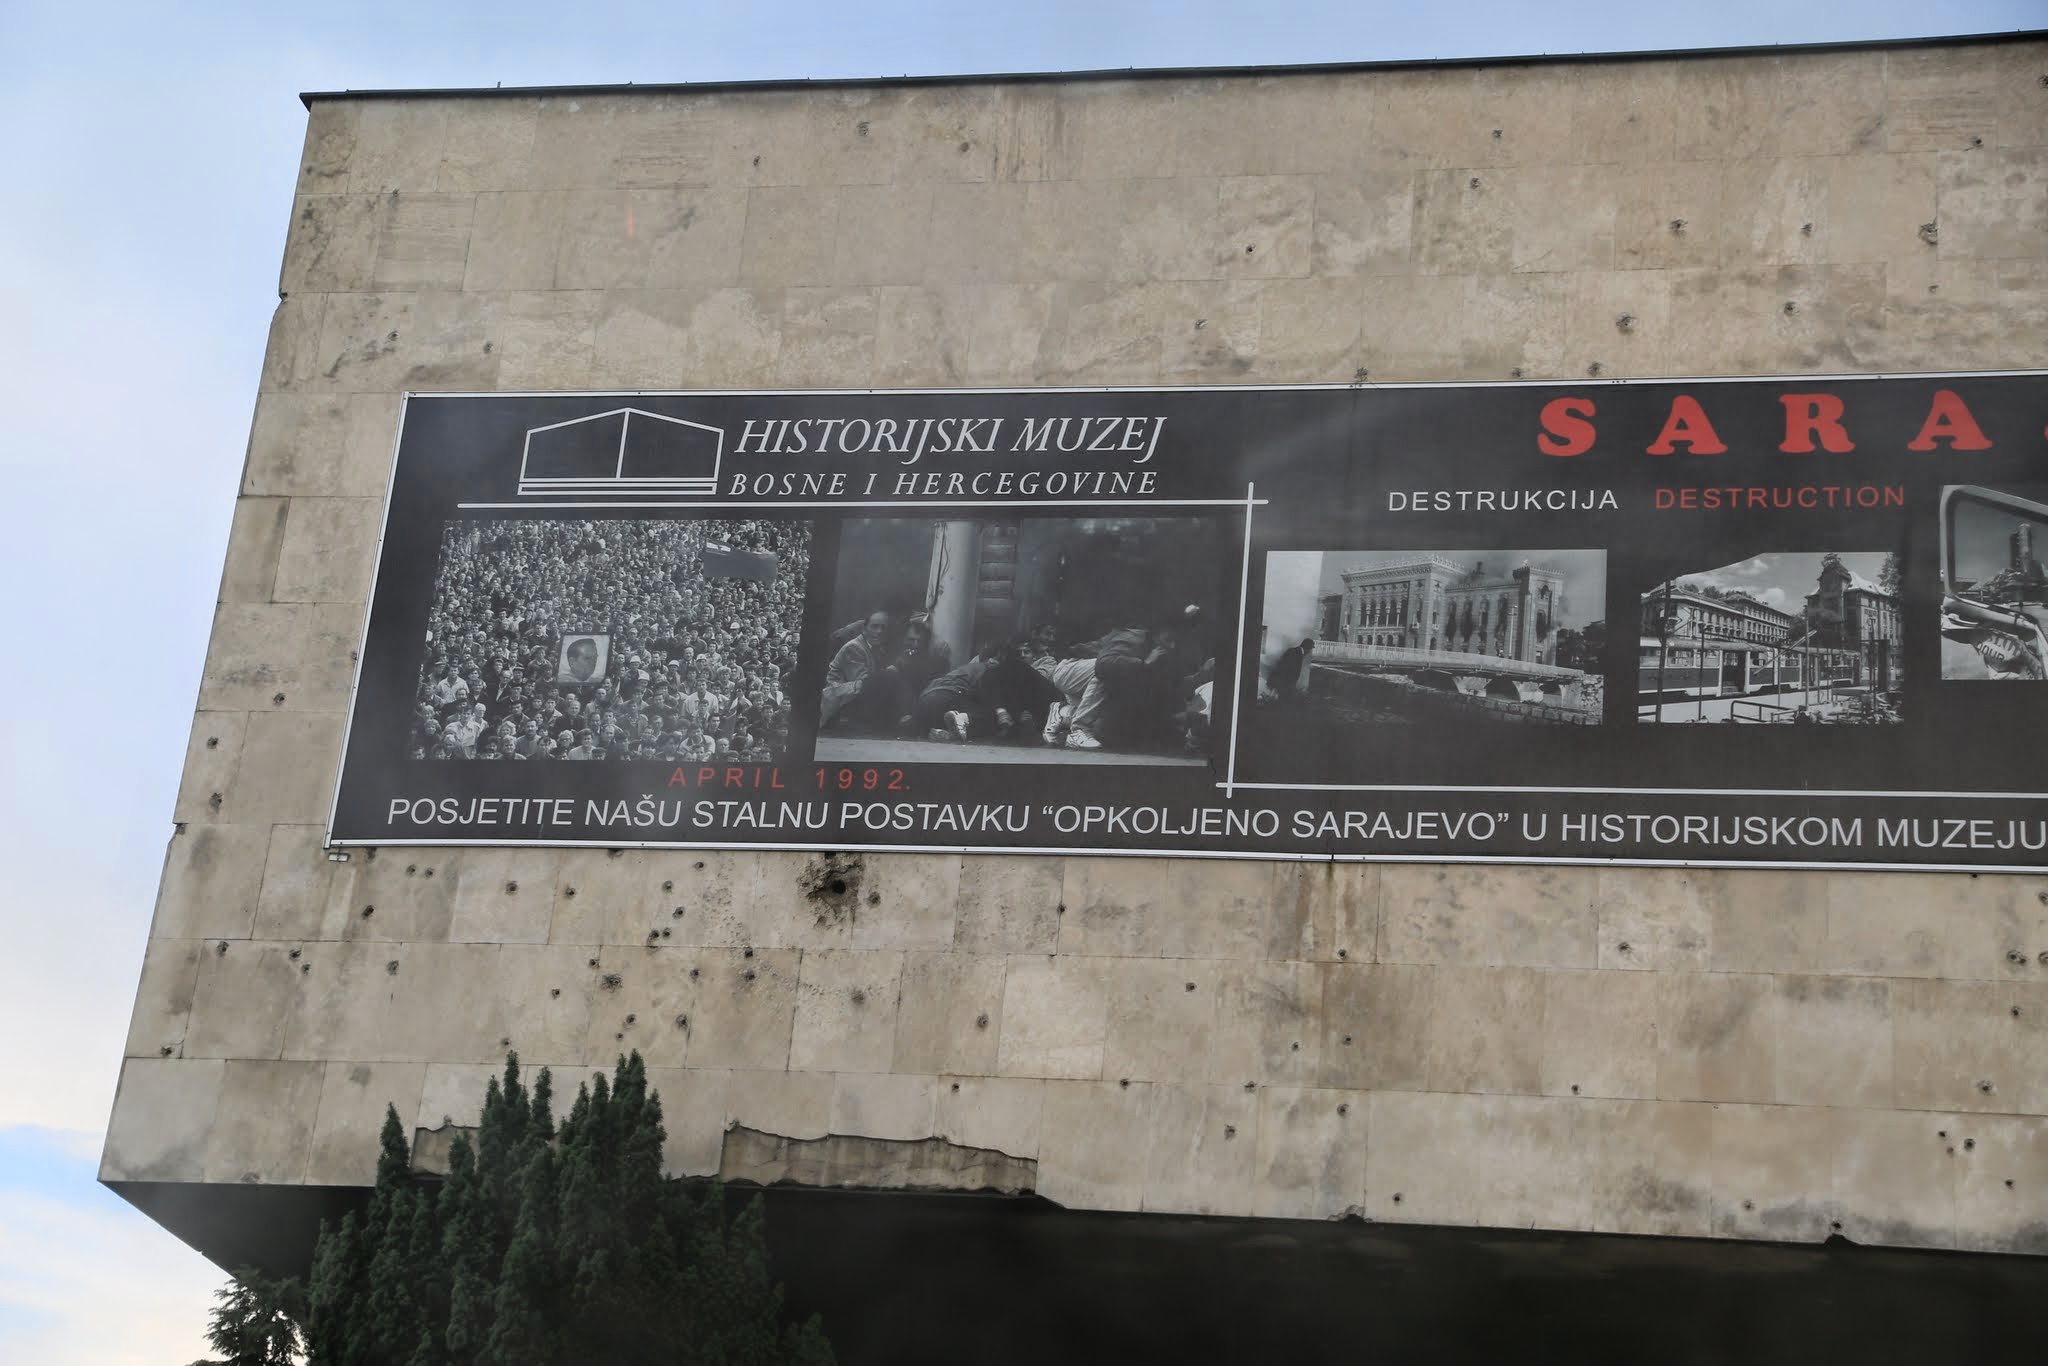 HISTORIJSKI MUZEJ
BOSNE I HERCEGOVINE
SARA
DESTRUKCIJA DESTRUCTION
APRIL 1992.
POSJETITE NAŠU STALNU POSTAVKU “OPKOLJENO SARAJEVO” U HISTORIJSKOM MUZEJU